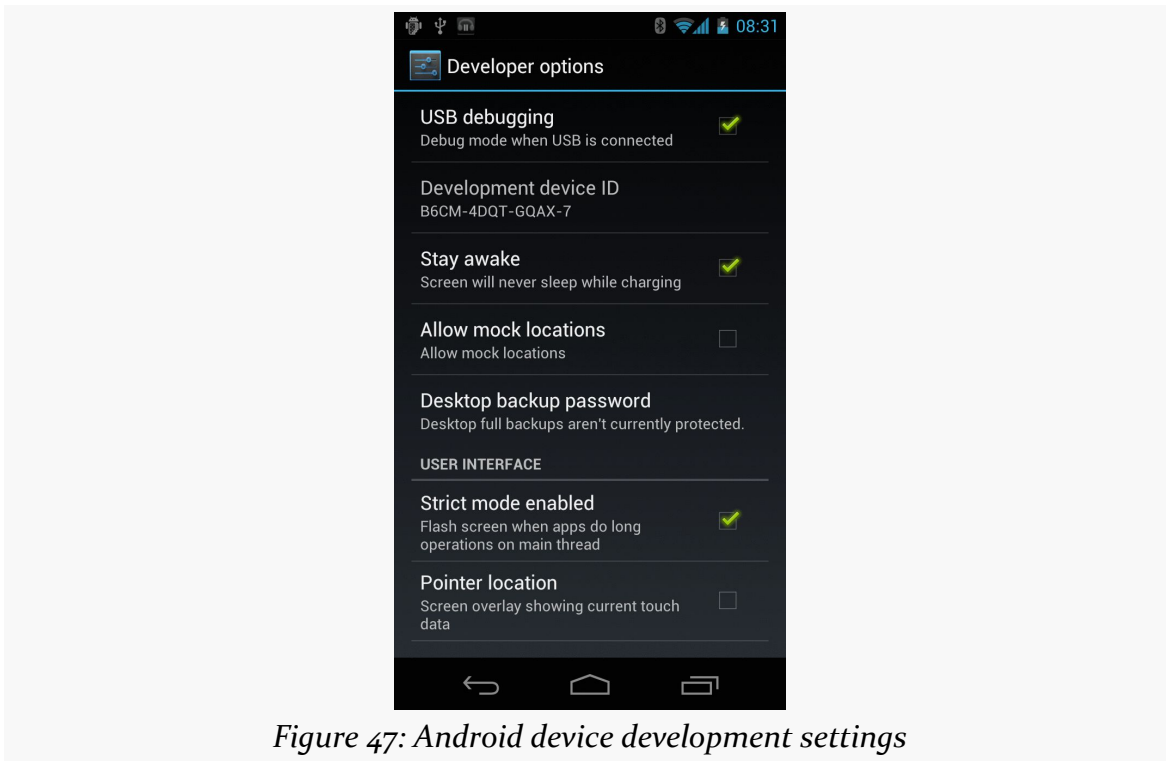 08:31
Developer options
USB debugging
Debug mode when USB is connected
Development device ID
B6CM-4DQT-GQAX-7
Stay awake
Screen will never sleep while charging
Allow mock locations
Allow mock locations
Desktop backup password
Desktop full backups aren't currently protected.
USER INTERFACE
Strict mode enabled
Flash screen when apps do long
operations on main thread
Pointer location
Screen overlay showing current touch
data
Figure 47: Android device development settings